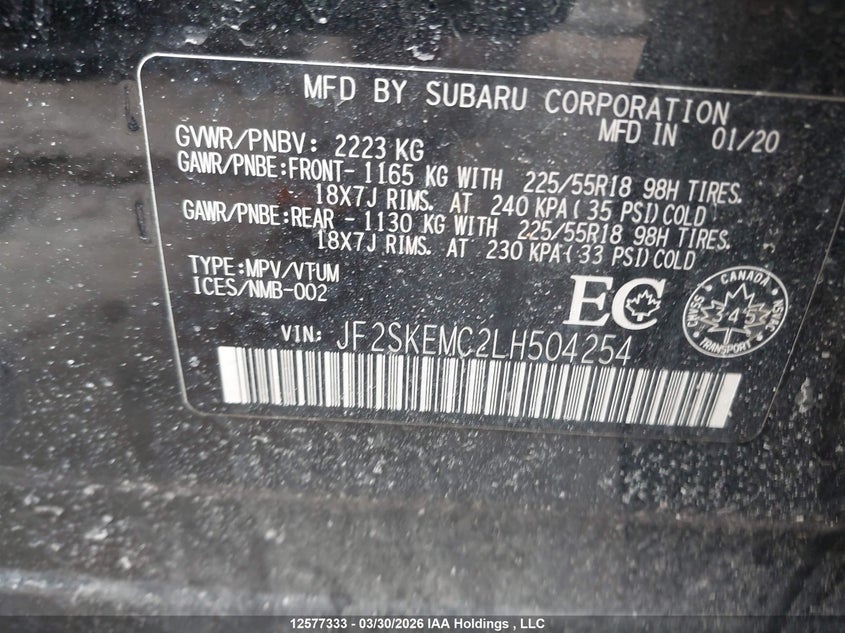 MFD BY SUBARU CORPORATION
MFD IN 01/20
GVWR/PNBV: 2223 KG
GAWR/PNBE:FRONT- 1165 KG WITH 225/55R18 98H TIRES.
18X7J RIMS. AT 240 KPA(35 PSI)COLD
GAWR/PNBE:REAR - 1130 KG WITH 225/55R18 98H TIRES.
18X7J RIMS. AT 230 KPA(33 PSI)COLD
TYPE:MPV/VTUM
ICES/NMB-002
EC
CANADA
CMVSS
345
NSVAC
TRANSPORT
VIN: JF2SKEMC2LH504254
12577333 - 03/30/2026 IAA Holdings , LLC